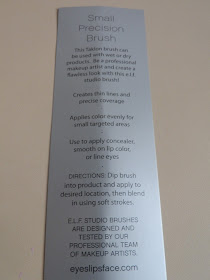 Small
Precision
Brush
This Taklon brush can
be used with wet or dry
products. Be a professional
makeup artist and create a
flawless look with this e.l.f.
studio brush!
Creates thin lines and
precise coverage
Applies color evenly for
small targeted areas
Use to apply concealer,
smooth on lip color,
or line eyes
DIRECTIONS: Dip brush
into product and apply to
desired location, then blend
in using soft strokes.
E.L.F. STUDIO BRUSHES
ARE DESIGNED AND
TESTED BY OUR
PROFESSIONAL TEAM
OF MAKEUP ARTISTS.
eyeslipsface.com